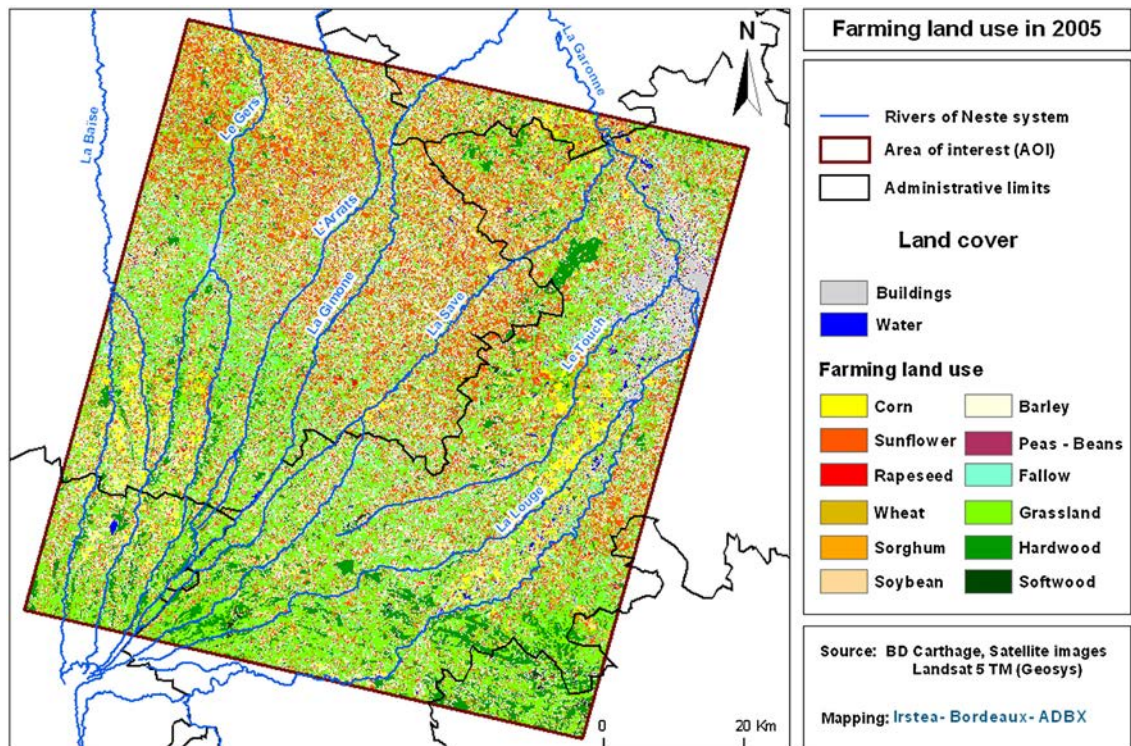 La Garonne
N
La Baïse
Le Gers
L'Arrats
La Gimone
La Save
Le Touch
La Louge
0 20 Km
Farming land use in 2005
Rivers of Neste system
Area of interest (AOI)
Administrative limits
Land cover
Buildings
Water
Farming land use
Corn
Barley
Sunflower
Peas - Beans
Rapeseed
Fallow
Wheat
Grassland
Sorghum
Hardwood
Soybean
Softwood
Source: BD Carthage, Satellite images
Landsat 5 TM (Geosys)
Mapping: Irstea- Bordeaux- ADBX